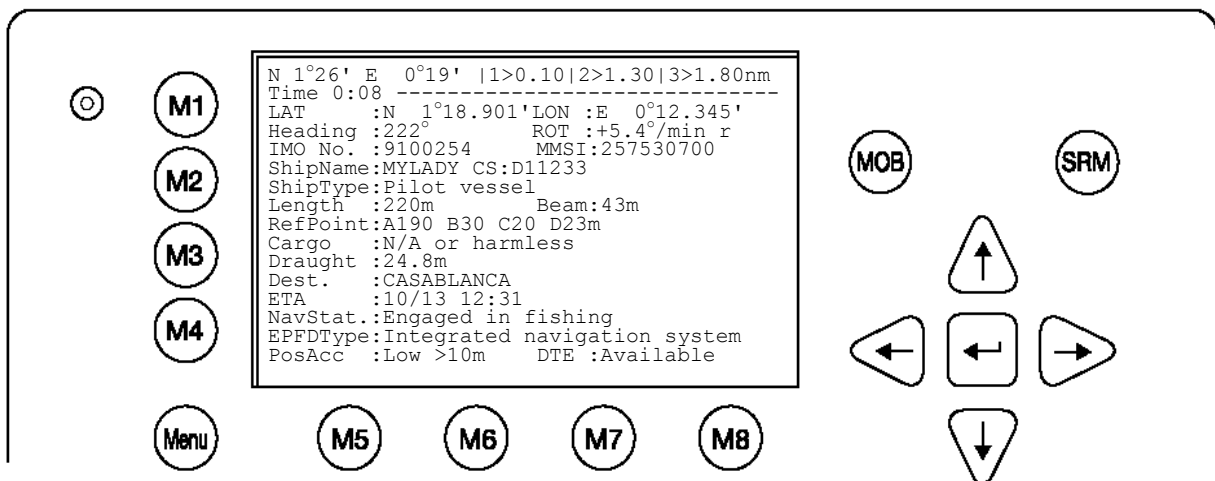 N 1°26' E  0°19' |1>0.10|2>1.30|3>1.80nm
Time 0:08 -------------------------------
LAT     :N  1°18.901'LON :E  0°12.345'
Heading :222°        ROT :+5.4°/min r
IMO No. :9100254     MMSI:257530700
ShipName:MYLADY CS:D11233
ShipType:Pilot vessel
Length  :220m        Beam:43m
RefPoint:A190 B30 C20 D23m
Cargo   :N/A or harmless
Draught :24.8m
Dest.   :CASABLANCA
ETA     :10/13 12:31
NavStat.:Engaged in fishing
EPFDType:Integrated navigation system
PosAcc  :Low >10m    DTE :Available
M1
M2
M3
M4
Menu
M5
M6
M7
M8
MOB
SRM